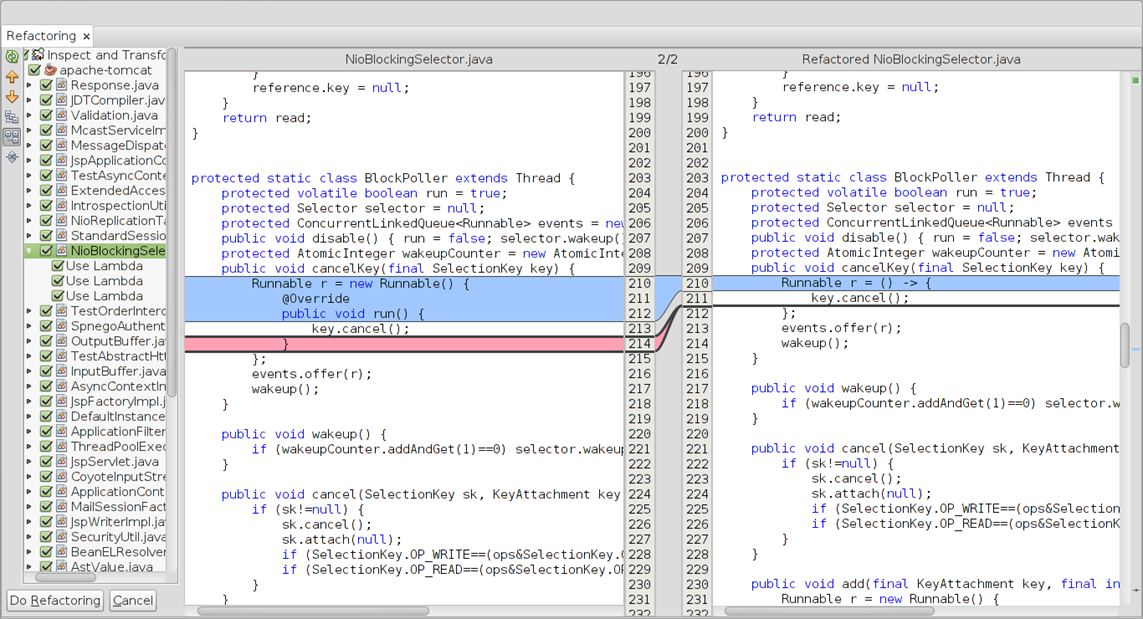 Refactoring ×
NioBlockingSelector.java
2/2
Refactored NioBlockingSelector.java
Inspect and Transfo
apache-tomcat
Response.java
JDTCompiler.jav
Validation.java
McastServiceIm
MessageDispat
JspApplicationCo
TestAsyncConte
ExtendedAcces
IntrospectionUti
NioReplicationTa
StandardSessio
NioBlockingSele
Use Lambda
Use Lambda
Use Lambda
TestOrderInterc
SpnegoAuthent
OutputBuffer.ja
TestAbstractHtt
InputBuffer.java
AsyncContextIn
JspFactoryImpl.j
DefaultInstance
ApplicationFilter
ThreadPoolExec
JspServlet.java
CoyoteInputStre
ApplicationCont
MailSessionFact
JspWriterImpl.ja
SecurityUtil.java
BeanELResolver
AstValue.java
Do Refactoring
Cancel
} 196
reference.key = null; 197
} 198
return read; 199
} 200
201
202
protected static class BlockPoller extends Thread { 203
protected volatile boolean run = true; 204
protected Selector selector = null; 205
protected ConcurrentLinkedQueue<Runnable> events = new 206
public void disable() { run = false; selector.wakeup() 207
protected AtomicInteger wakeupCounter = new AtomicInte 208
public void cancelKey(final SelectionKey key) { 209
Runnable r = new Runnable() { 210
@Override 211
public void run() { 212
key.cancel(); 213
} 214
}; 215
events.offer(r); 216
wakeup(); 217
} 218
219
public void wakeup() { 220
if (wakeupCounter.addAndGet(1)==0) selector.wakeup 221
} 222
223
public void cancel(SelectionKey sk, KeyAttachment key 224
if (sk!=null) { 225
sk.cancel(); 226
sk.attach(null); 227
if (SelectionKey.OP_WRITE==(ops&SelectionKey.O 228
if (SelectionKey.OP_READ==(ops&SelectionKey.OP 229
} 230
} 231
232
196 }
197 reference.key = null;
198 }
199 return read;
200 }
201
202
203 protected static class BlockPoller extends Thread {
204 protected volatile boolean run = true;
205 protected Selector selector = null;
206 protected ConcurrentLinkedQueue<Runnable> events
207 public void disable() { run = false; selector.wak
208 protected AtomicInteger wakeupCounter = new Atomi
209 public void cancelKey(final SelectionKey key) {
210 Runnable r = () -> {
211 key.cancel();
212 };
213 events.offer(r);
214 wakeup();
215 }
216
217 public void wakeup() {
218 if (wakeupCounter.addAndGet(1)==0) selector.w
219 }
220
221 public void cancel(SelectionKey sk, KeyAttachment
222 if (sk!=null) {
223 sk.cancel();
224 sk.attach(null);
225 if (SelectionKey.OP_WRITE==(ops&Selection
226 if (SelectionKey.OP_READ==(ops&SelectionK
227 }
228 }
229
230 public void add(final KeyAttachment key, final in
231 Runnable r = new Runnable() {
232